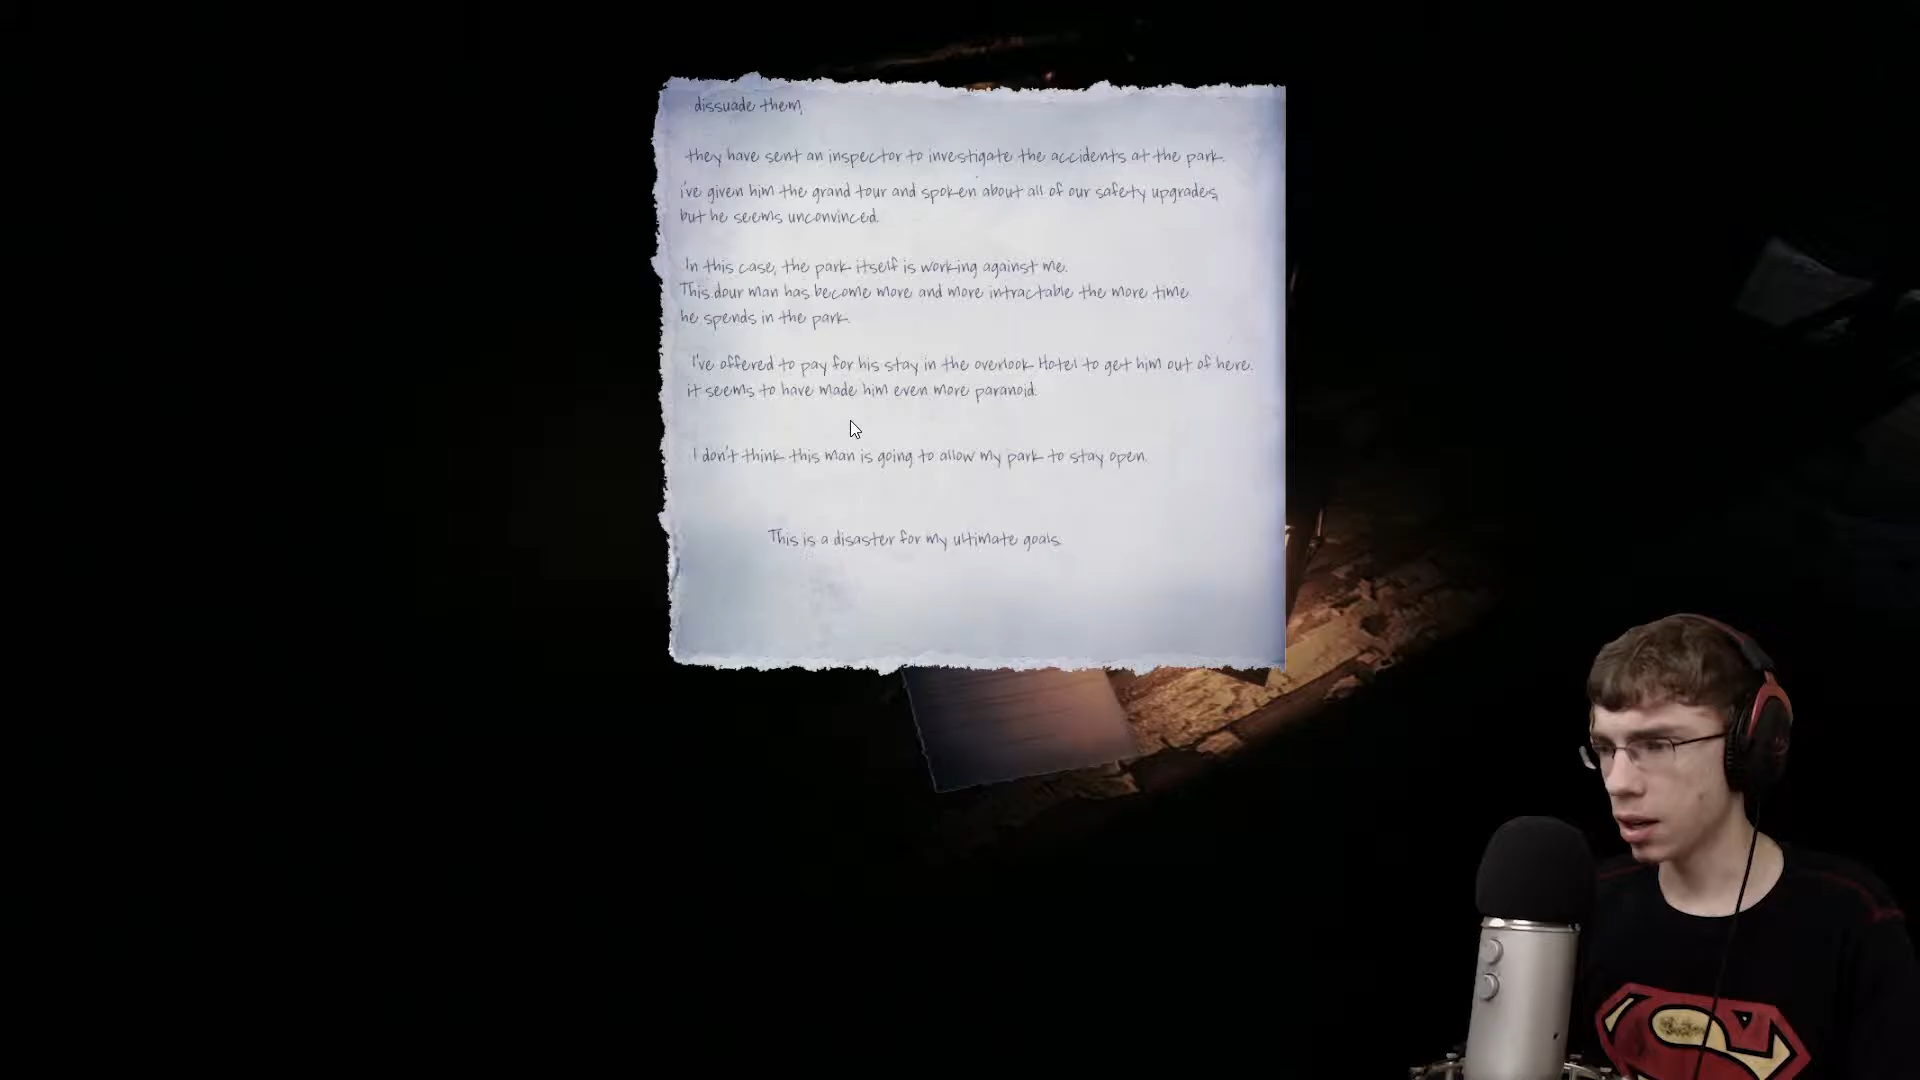 dissuade them,
they have sent an inspector to investigate the accidents at the park.
i've given him the grand tour and spoken about all of our safety upgrades,
but he seems unconvinced.
In this case, the park itself is working against me.
This dour man has become more and more intractable the more time
he spends in the park.
I've offered to pay for his stay in the overlook Hotel to get him out of here.
it seems to have made him even more paranoid.
I don't think this man is going to allow my park to stay open.
This is a disaster for my ultimate goals.